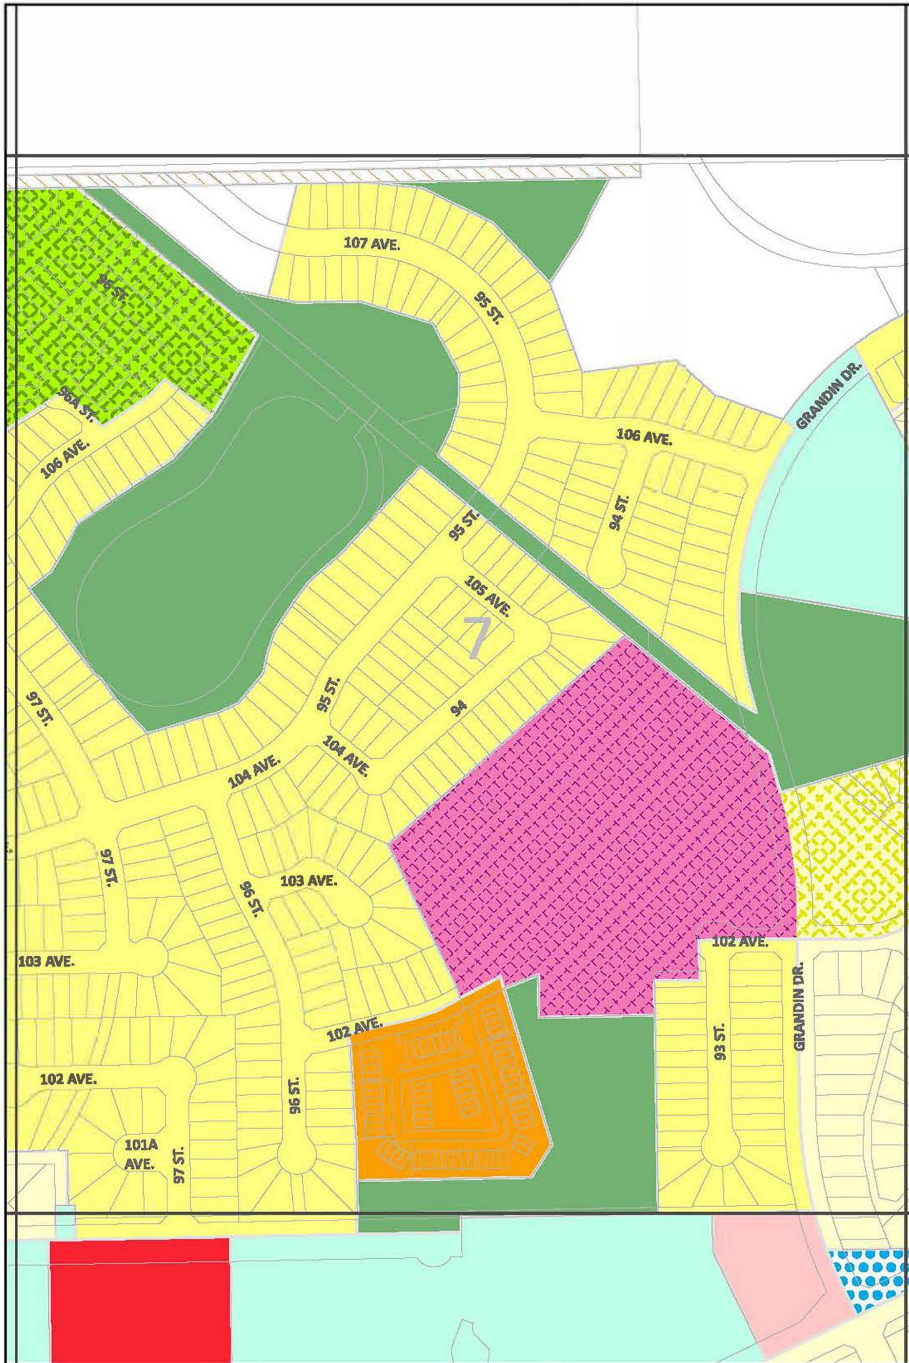 107 AVE.
96 ST.
95 ST.
GRANDIN DR.
96A ST.
106 AVE.
106 AVE.
94 ST.
95 ST.
105 AVE.
7
97 ST.
95 ST.
94
104 AVE.
104 AVE.
97 ST.
103 AVE.
96 ST.
102 AVE.
103 AVE.
GRANDIN DR.
102 AVE.
93 ST.
102 AVE.
96 ST.
101A
AVE.
97 ST.